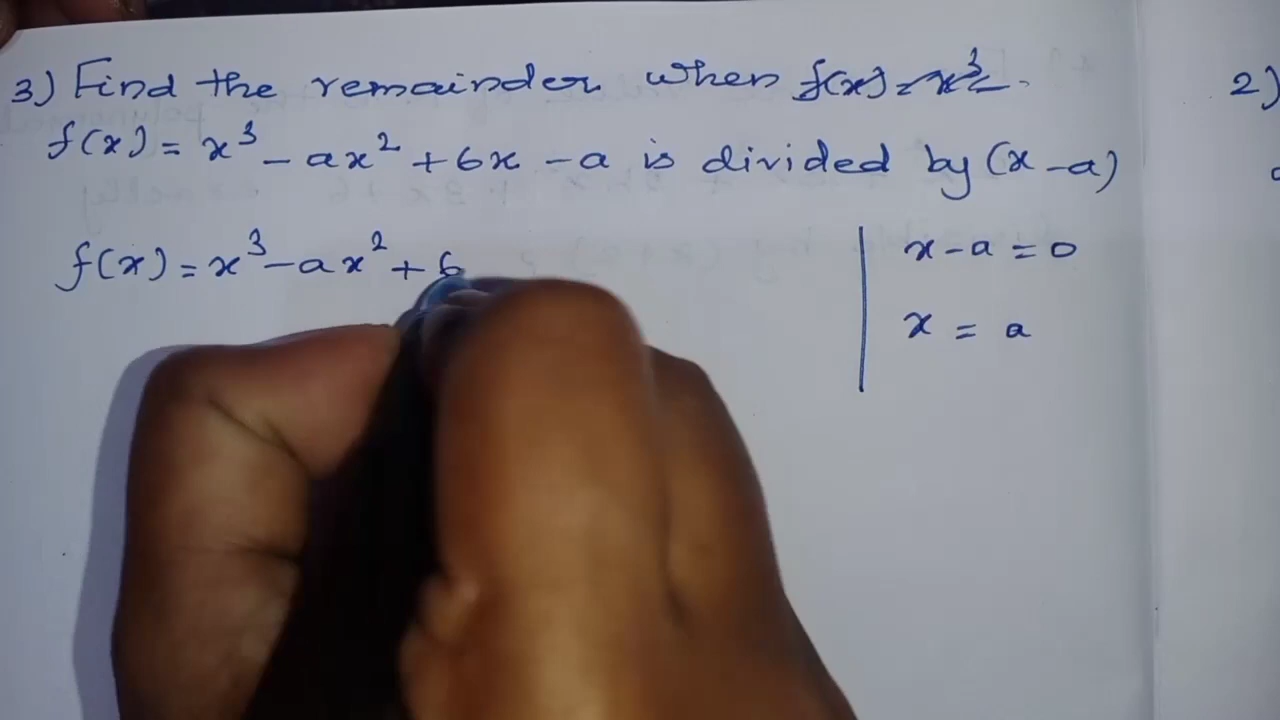 3) Find the remainder when f(x) = x³ -
f(x) = x³ - ax² + 6x - a is divided by (x - a)
f(x) = x³ - ax² + 6
x - a = 0
x = a
2)